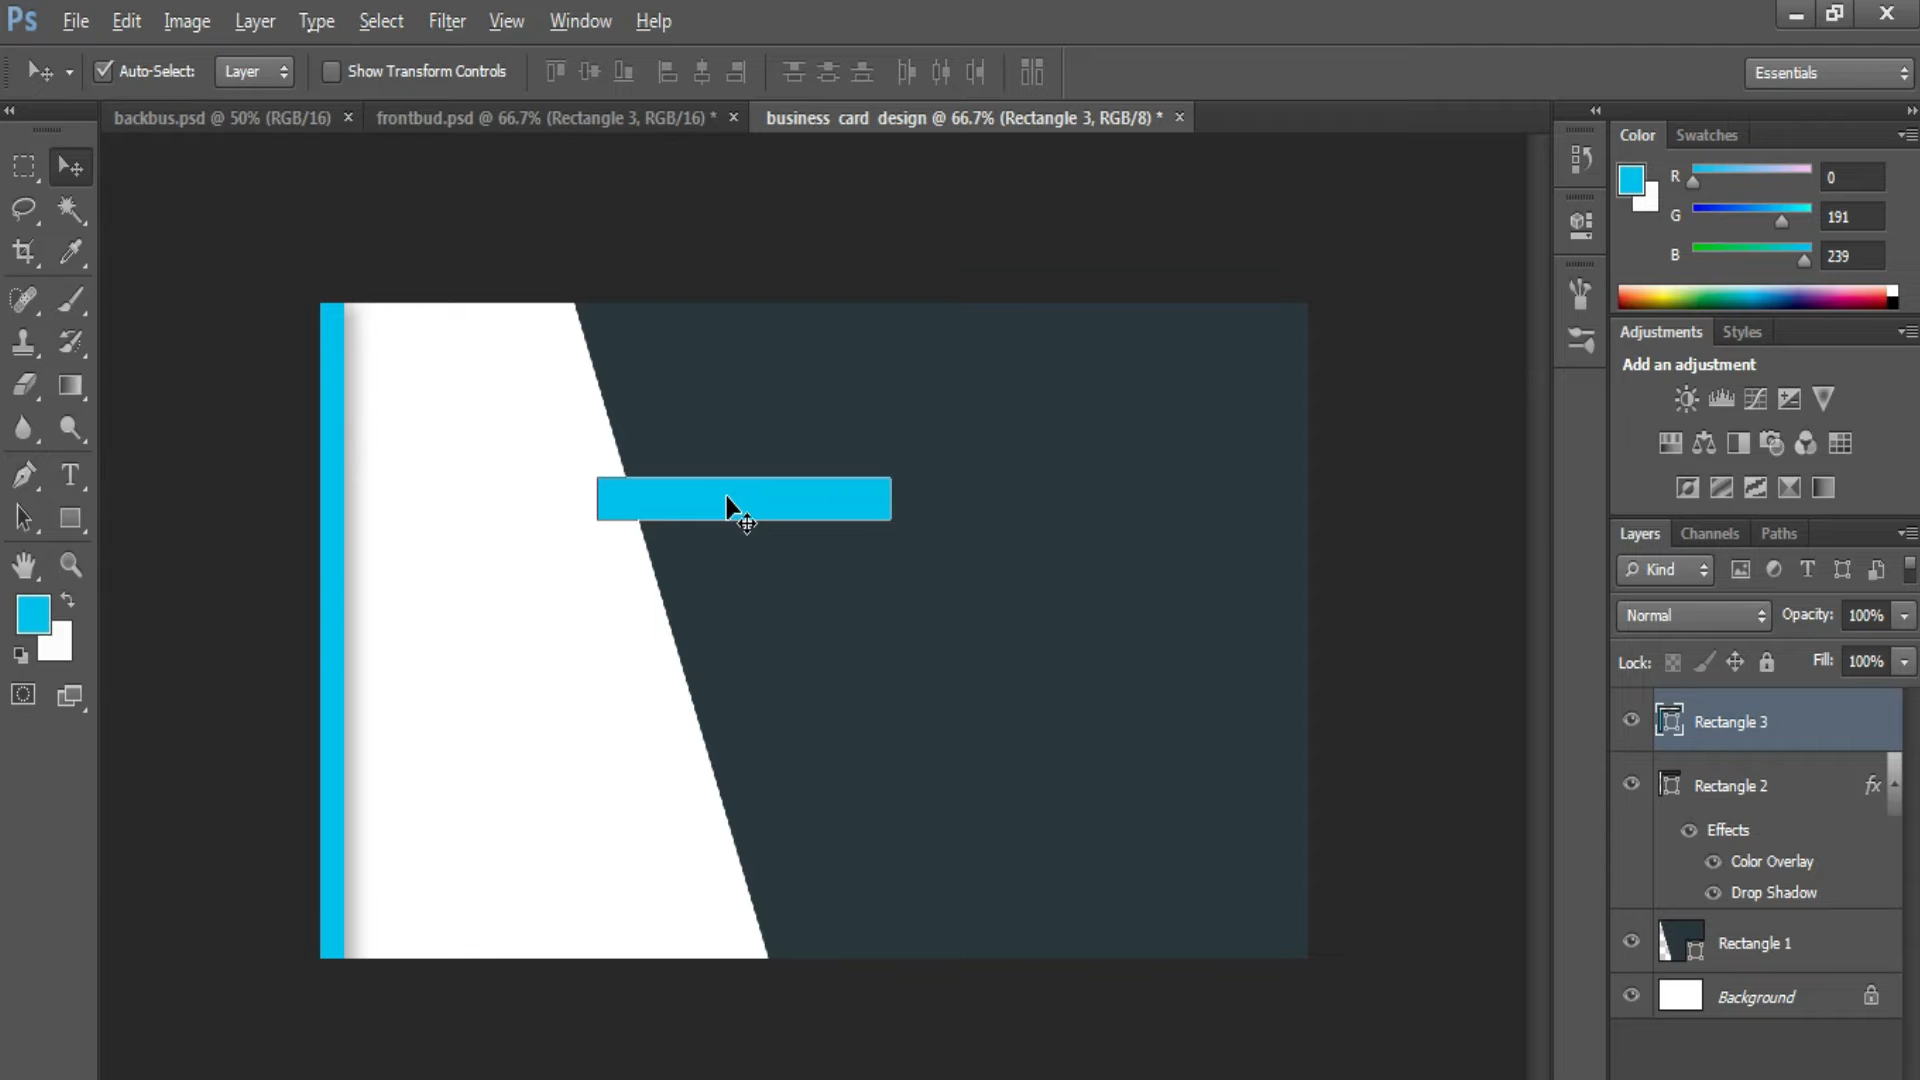 Ps File Edit Image Layer Type Select Filter View Window Help
Auto-Select: Layer Show Transform Controls Essentials
backbus.psd @ 50% (RGB/16) × frontbud.psd @ 66.7% (Rectangle 3, RGB/16) * × business card design @ 66.7% (Rectangle 3, RGB/8) * ×
Color Swatches
R 0
G 191
B 239
Adjustments Styles
Add an adjustment
Layers Channels Paths
Kind
Normal Opacity: 100%
Lock: Fill: 100%
Rectangle 3
Rectangle 2 fx
Effects
Color Overlay
Drop Shadow
Rectangle 1
Background